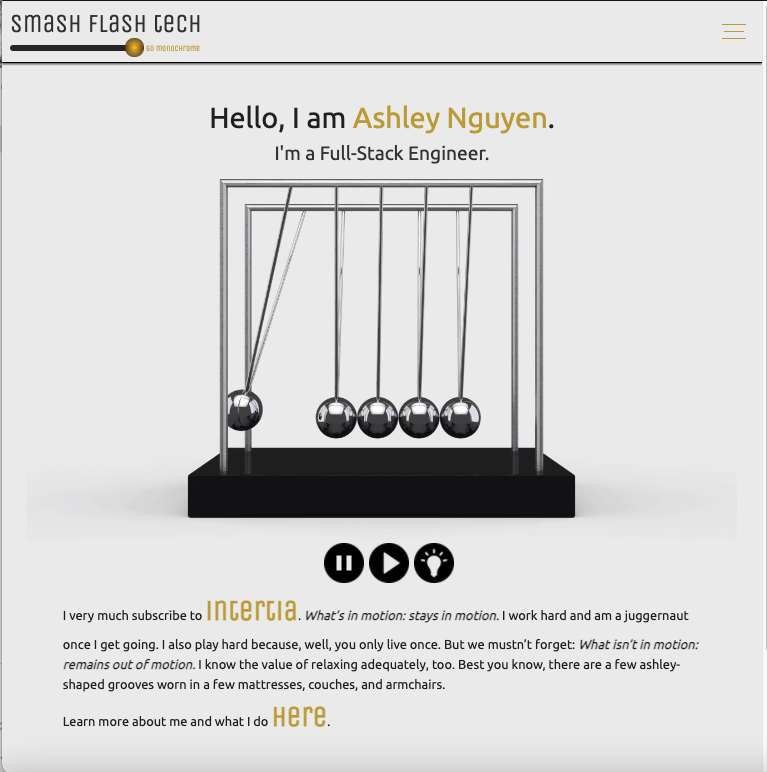 smash flash tech
go monochrome
Hello, I am Ashley Nguyen.
I'm a Full-Stack Engineer.
I very much subscribe to intertia. What's in motion: stays in motion. I work hard and am a juggernaut
once I get going. I also play hard because, well, you only live once. But we mustn't forget: What isn't in motion:
remains out of motion. I know the value of relaxing adequately, too. Best you know, there are a few ashley-
shaped grooves worn in a few mattresses, couches, and armchairs.
Learn more about me and what I do Here.